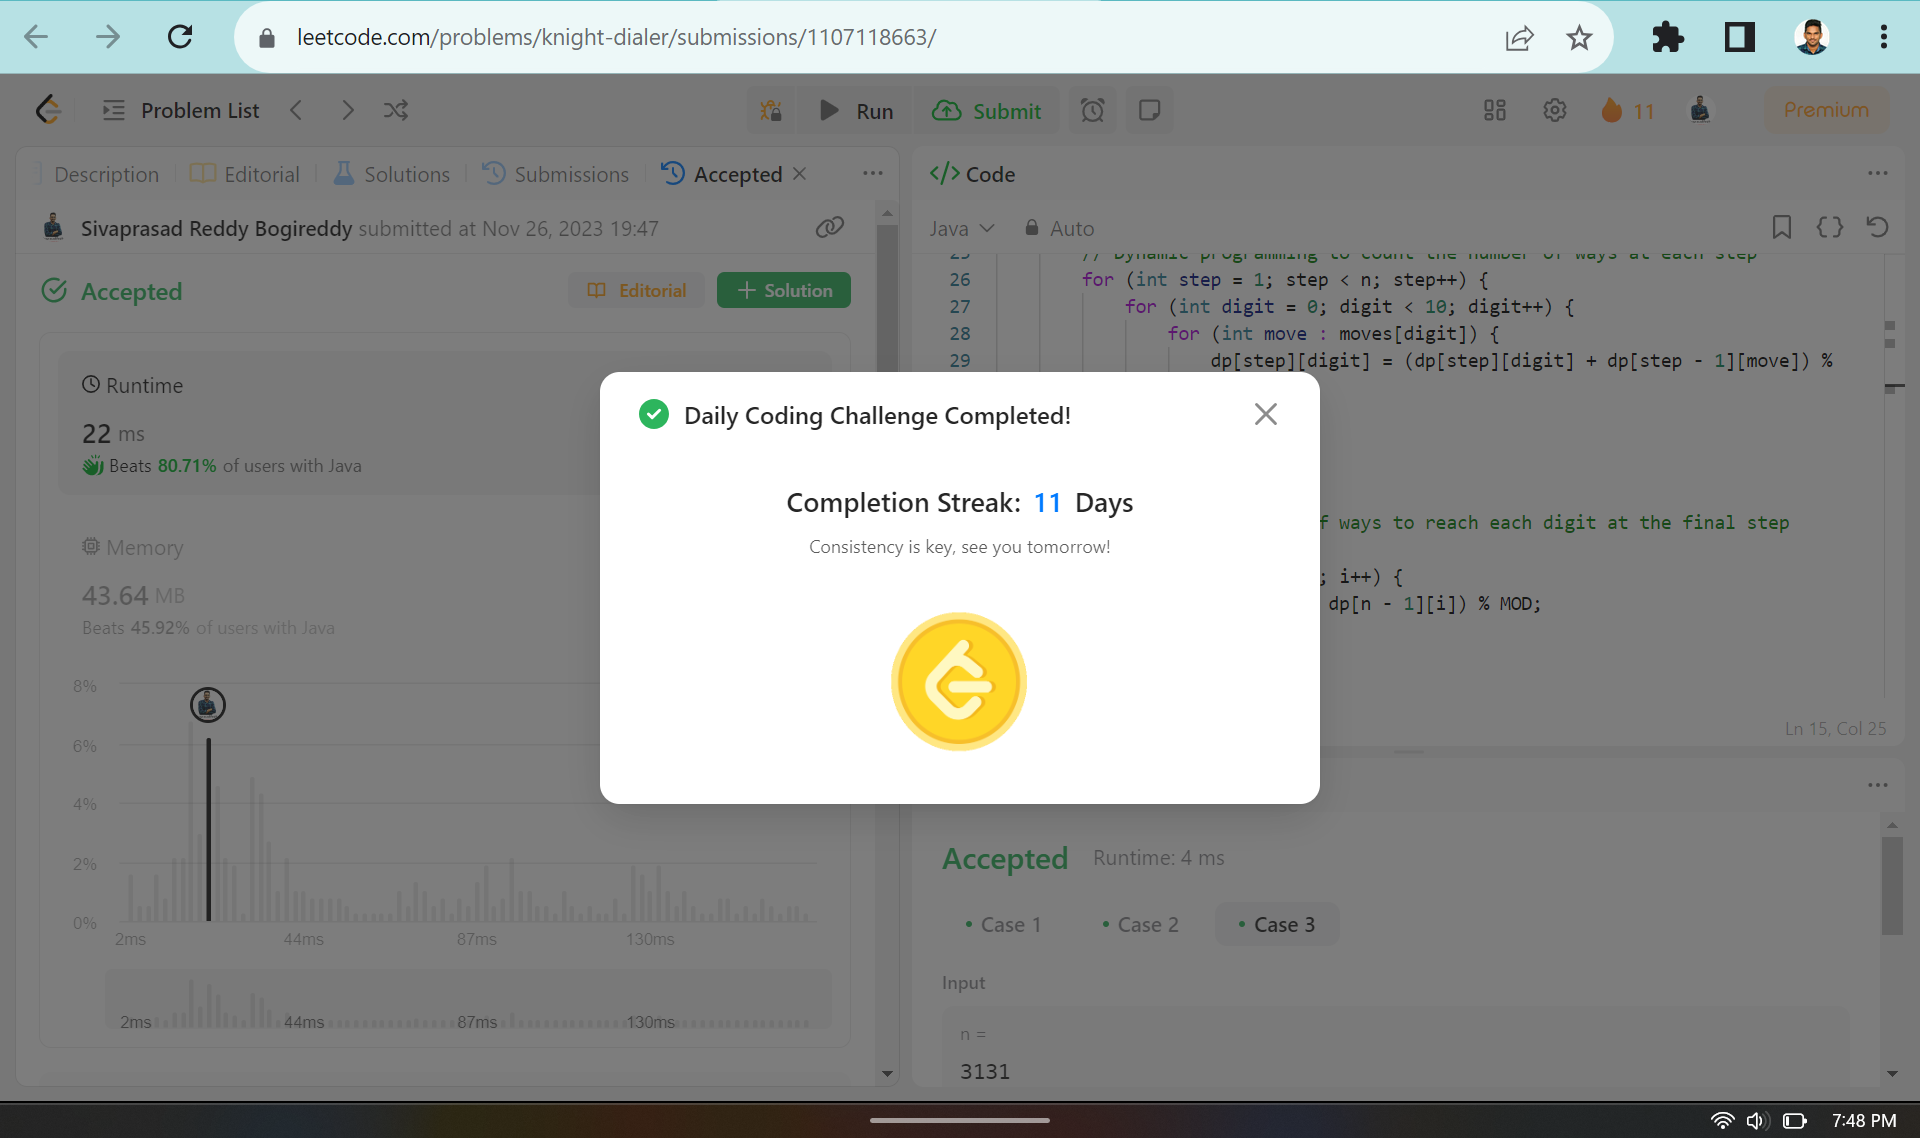 leetcode.com/problems/knight-dialer/submissions/1107118663/
Problem List
Run
Submit
11
Premium
Description
Editorial
Solutions
Submissions
Accepted
Code
Sivaprasad Reddy Bogireddy submitted at Nov 26, 2023 19:47
Java
Auto
Accepted
Editorial
+ Solution
Runtime
22 ms
Beats 80.71% of users with Java
Memory
43.64 MB
Beats 45.92% of users with Java
8%
6%
4%
2%
0%
2ms 44ms 87ms 130ms
2ms 44ms 87ms 130ms
25 // Dynamic programming to count the number of ways at each step
26 for (int step = 1; step < n; step++) {
27 for (int digit = 0; digit < 10; digit++) {
28 for (int move : moves[digit]) {
29 dp[step][digit] = (dp[step][digit] + dp[step - 1][move]) %
f ways to reach each digit at the final step
; i++) {
dp[n - 1][i]) % MOD;
Ln 15, Col 25
Daily Coding Challenge Completed!
Completion Streak: 11 Days
Consistency is key, see you tomorrow!
Accepted
Runtime: 4 ms
• Case 1
• Case 2
• Case 3
Input
n =
3131
7:48 PM